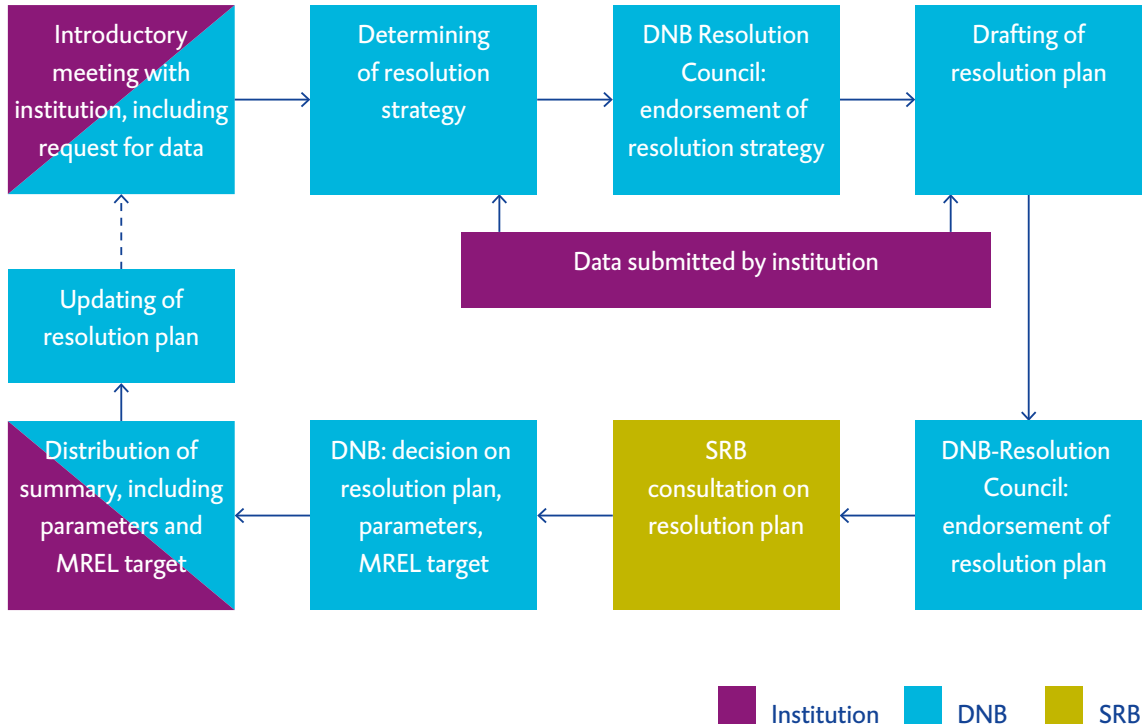 Introductory
meeting with
institution, including
request for data
Determining
of resolution
strategy
DNB Resolution
Council:
endorsement of
resolution strategy
Drafting of
resolution plan
Data submitted by institution
Updating of
resolution plan
Distribution of
summary, including
parameters and
MREL target
DNB: decision on
resolution plan,
parameters,
MREL target
SRB
consultation on
resolution plan
DNB-Resolution
Council:
endorsement of
resolution plan
Institution
DNB
SRB